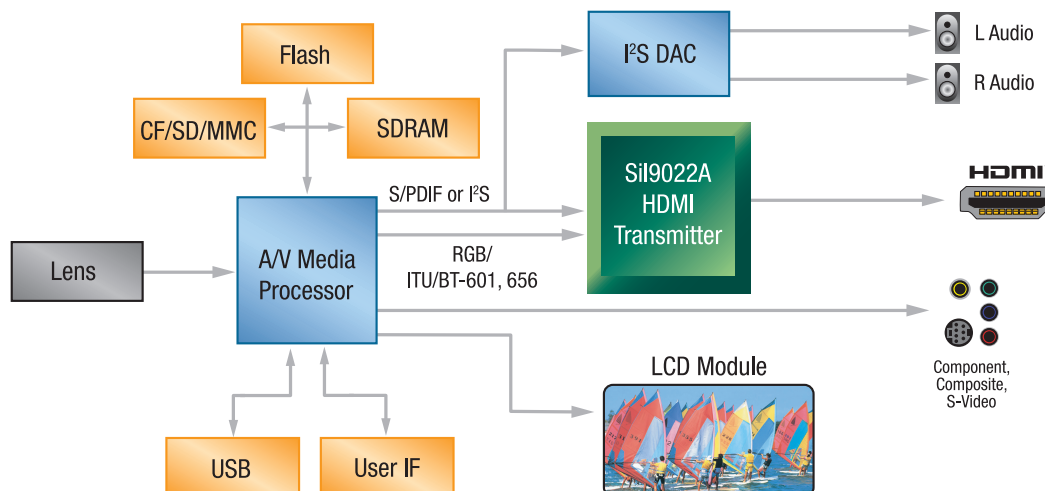 Flash
CF/SD/MMC
SDRAM
I²S DAC
L Audio
R Audio
S/PDIF or I²S
SiI9022A
HDMI
Transmitter
HDMI
Lens
A/V Media
Processor
RGB/
ITU/BT-601, 656
LCD Module
Component,
Composite,
S-Video
USB
User IF